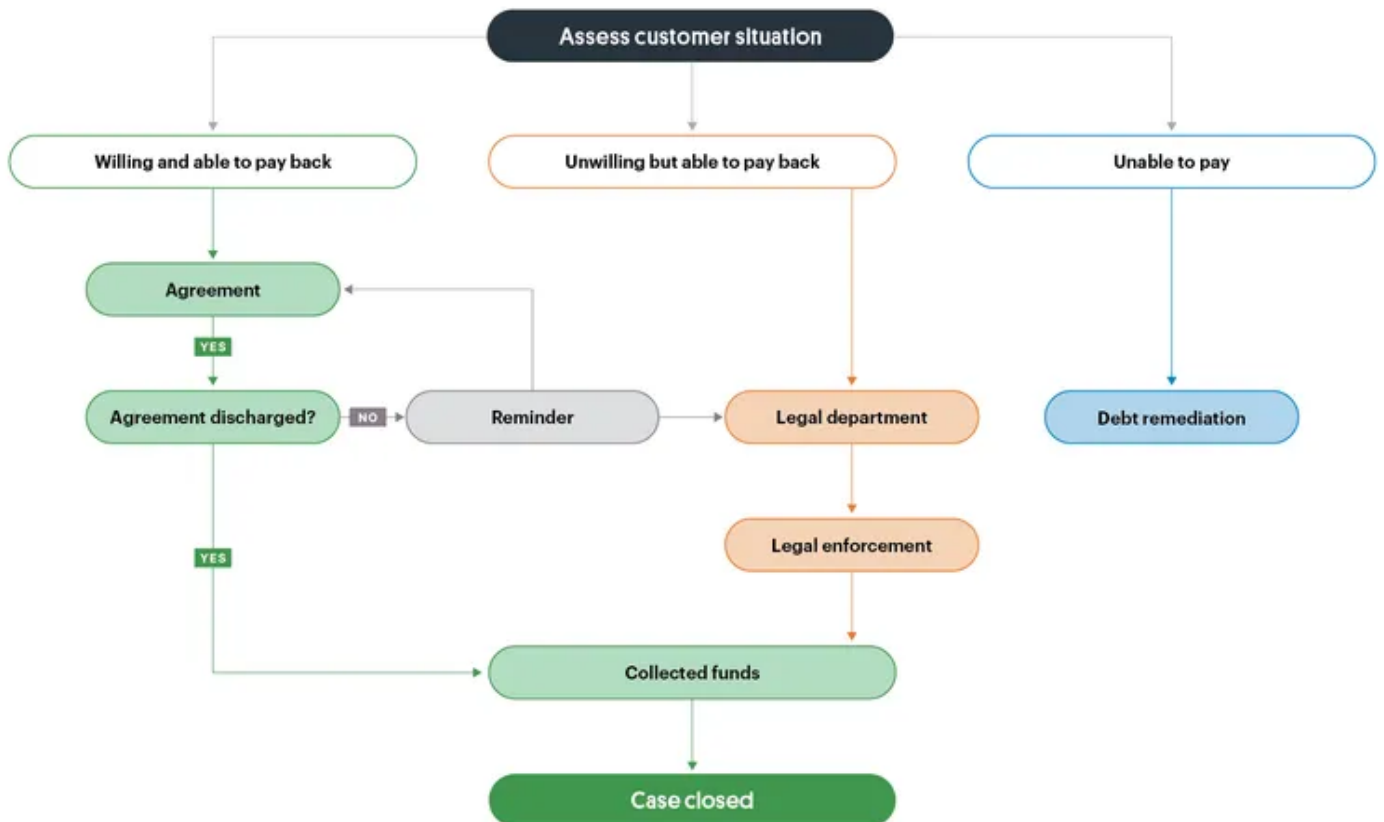 Assess customer situation
Willing and able to pay back
Unwilling but able to pay back
Unable to pay
Agreement
YES
Agreement discharged?
NO
Reminder
Legal department
Debt remediation
Legal enforcement
YES
Collected funds
Case closed